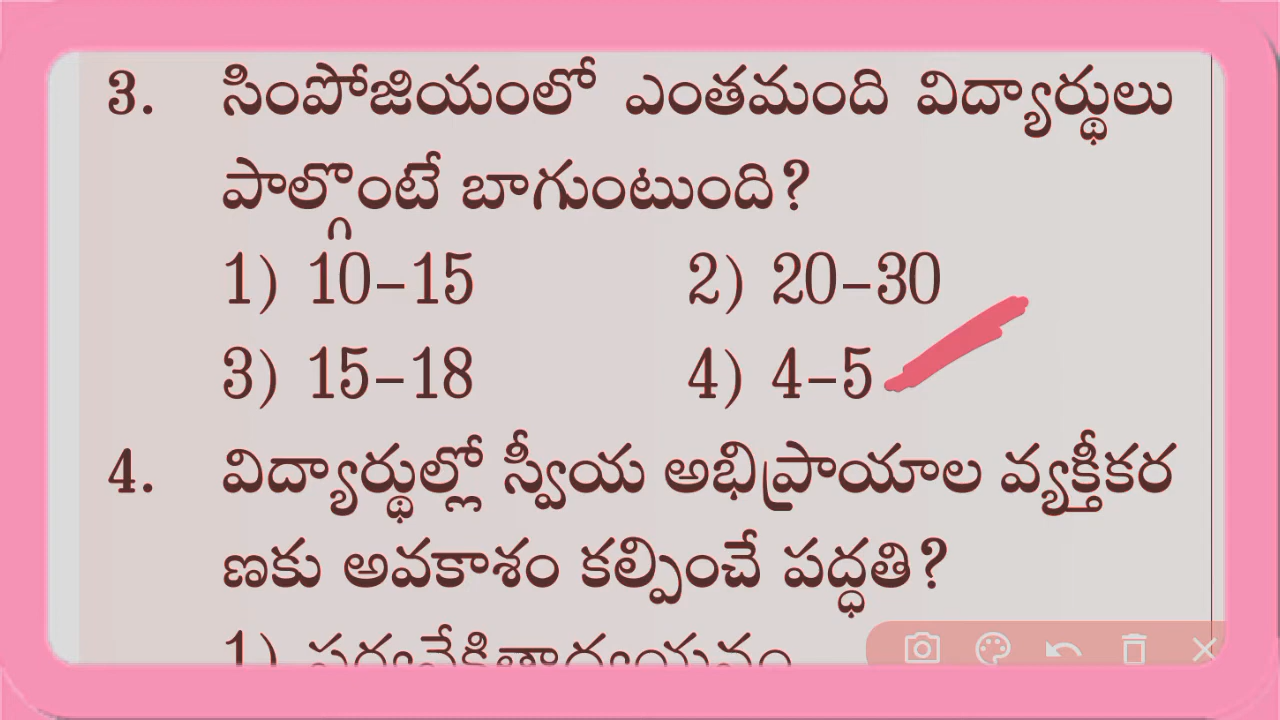 3. సింపోజియంలో ఎంతమంది విద్యార్థులు
పాల్గొంటే బాగుంటుంది?
1) 10–15 2) 20–30
3) 15–18 4) 4–5
4. విద్యార్థుల్లో స్వీయ అభిప్రాయాల వ్యక్తీకర
ణకు అవకాశం కల్పించే పద్ధతి?
1)